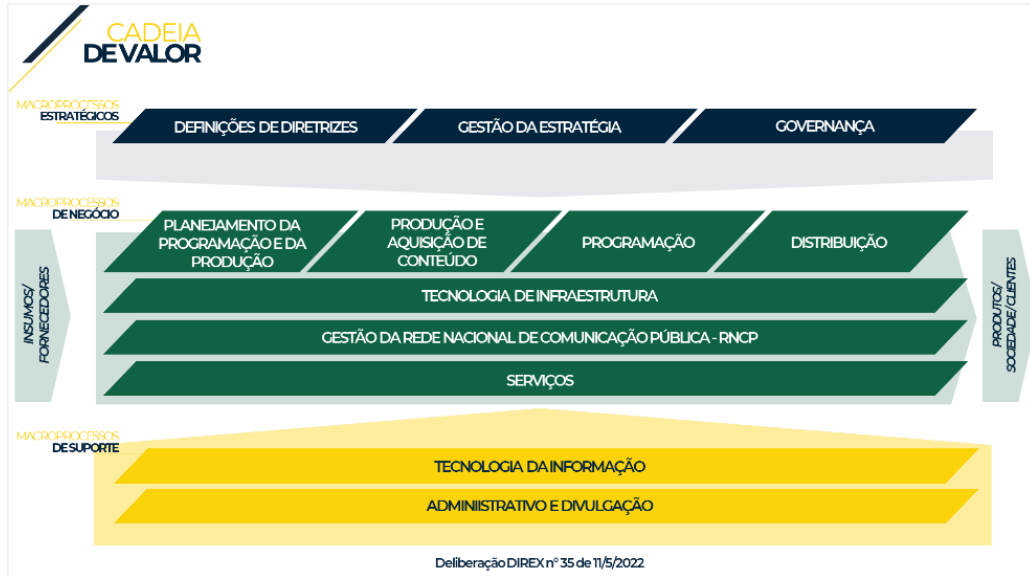 CADEIA
DE VALOR
MACROPROCESSOS
ESTRATÉGICOS
DEFINIÇÕES DE DIRETRIZES
GESTÃO DA ESTRATÉGIA
GOVERNANÇA
MACROPROCESSOS
DE NEGÓCIO
PLANEJAMENTO DA
PROGRAMAÇÃO E DA
PRODUÇÃO
PRODUÇÃO E
AQUISIÇÃO DE
CONTEÚDO
PROGRAMAÇÃO
DISTRIBUIÇÃO
INSUMOS/
FORNECEDORES
TECNOLOGIA DE INFRAESTRUTURA
GESTÃO DA REDE NACIONAL DE COMUNICAÇÃO PÚBLICA - RNCP
SERVIÇOS
PRODUTOS/
SOCIEDADE/CLIENTES
MACROPROCESSOS
DE SUPORTE
TECNOLOGIA DA INFORMAÇÃO
ADMINIISTRATIVO E DIVULGAÇÃO
Deliberação DIREX n° 35 de 11/5/2022